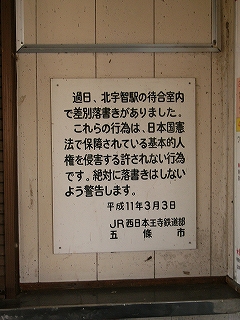 過日、北宇智駅の待合室内
で差別落書きがありました。
これらの行為は、日本国憲
法で保障されている基本的人
権を侵害する許されない行為
です。絶対に落書きはしない
よう警告します。
平成11年3月3日
JR西日本王寺鉄道部
五條市